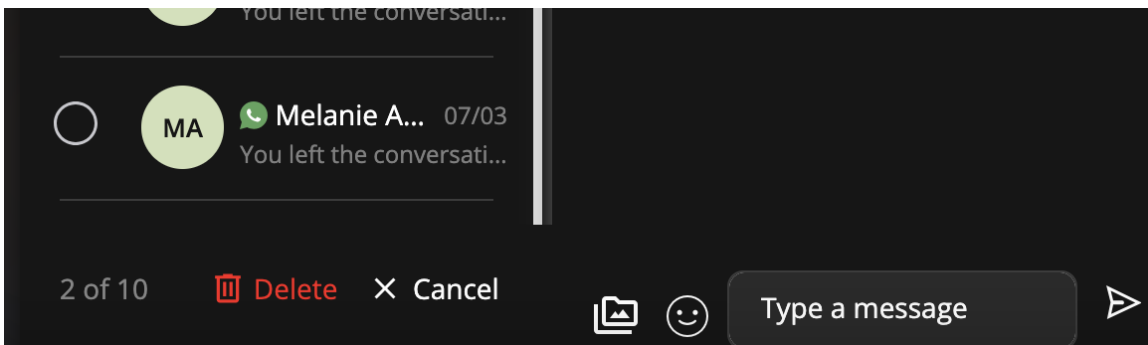 You left the conversati...
MA
Melanie A... 07/03
You left the conversati...
2 of 10 Delete Cancel
Type a message